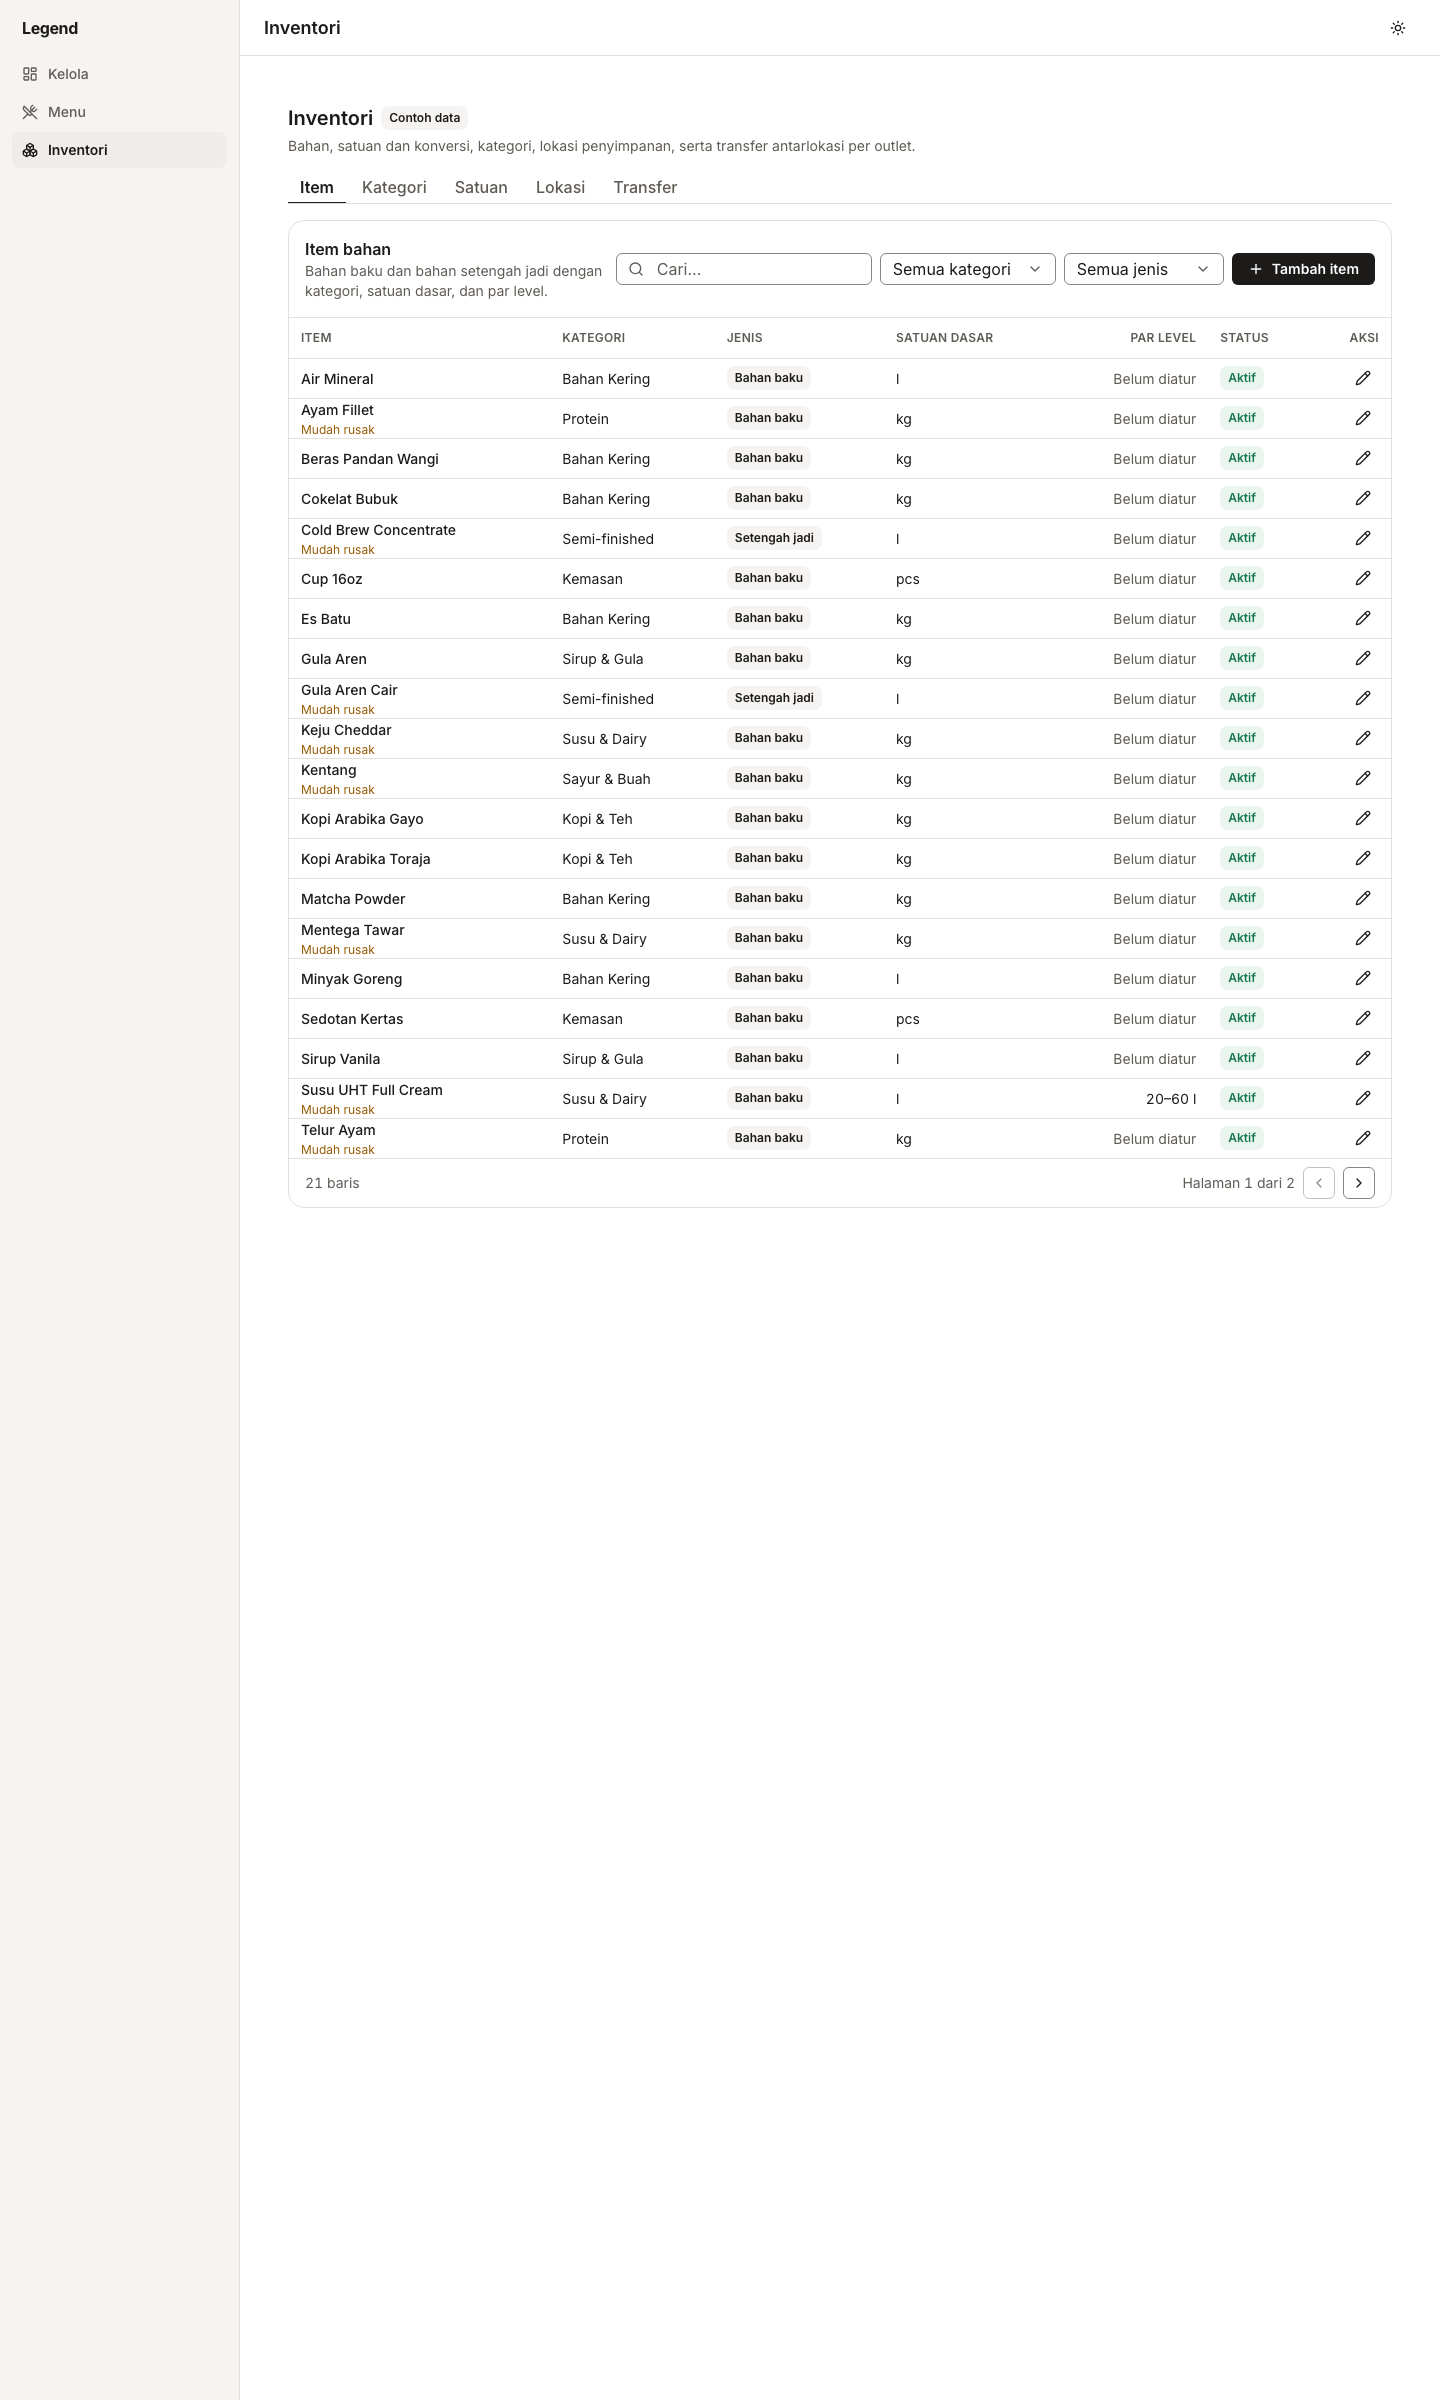 Legend
Inventori
Kelola
Menu
Inventori
Inventori Contoh data
Bahan, satuan dan konversi, kategori, lokasi penyimpanan, serta transfer antarlokasi per outlet.
Item Kategori Satuan Lokasi Transfer
Item bahan
Bahan baku dan bahan setengah jadi dengan
kategori, satuan dasar, dan par level.
Cari... Semua kategori Semua jenis Tambah item
ITEM KATEGORI JENIS SATUAN DASAR PAR LEVEL STATUS AKSI
Air Mineral Bahan Kering Bahan baku l Belum diatur Aktif
Ayam Fillet
Mudah rusak
Protein Bahan baku kg Belum diatur Aktif
Beras Pandan Wangi Bahan Kering Bahan baku kg Belum diatur Aktif
Cokelat Bubuk Bahan Kering Bahan baku kg Belum diatur Aktif
Cold Brew Concentrate
Mudah rusak
Semi-finished Setengah jadi l Belum diatur Aktif
Cup 16oz Kemasan Bahan baku pcs Belum diatur Aktif
Es Batu Bahan Kering Bahan baku kg Belum diatur Aktif
Gula Aren Sirup & Gula Bahan baku kg Belum diatur Aktif
Gula Aren Cair
Mudah rusak
Semi-finished Setengah jadi l Belum diatur Aktif
Keju Cheddar
Mudah rusak
Susu & Dairy Bahan baku kg Belum diatur Aktif
Kentang
Mudah rusak
Sayur & Buah Bahan baku kg Belum diatur Aktif
Kopi Arabika Gayo Kopi & Teh Bahan baku kg Belum diatur Aktif
Kopi Arabika Toraja Kopi & Teh Bahan baku kg Belum diatur Aktif
Matcha Powder Bahan Kering Bahan baku kg Belum diatur Aktif
Mentega Tawar
Mudah rusak
Susu & Dairy Bahan baku kg Belum diatur Aktif
Minyak Goreng Bahan Kering Bahan baku l Belum diatur Aktif
Sedotan Kertas Kemasan Bahan baku pcs Belum diatur Aktif
Sirup Vanila Sirup & Gula Bahan baku l Belum diatur Aktif
Susu UHT Full Cream
Mudah rusak
Susu & Dairy Bahan baku l 20–60 l Aktif
Telur Ayam
Mudah rusak
Protein Bahan baku kg Belum diatur Aktif
21 baris Halaman 1 dari 2